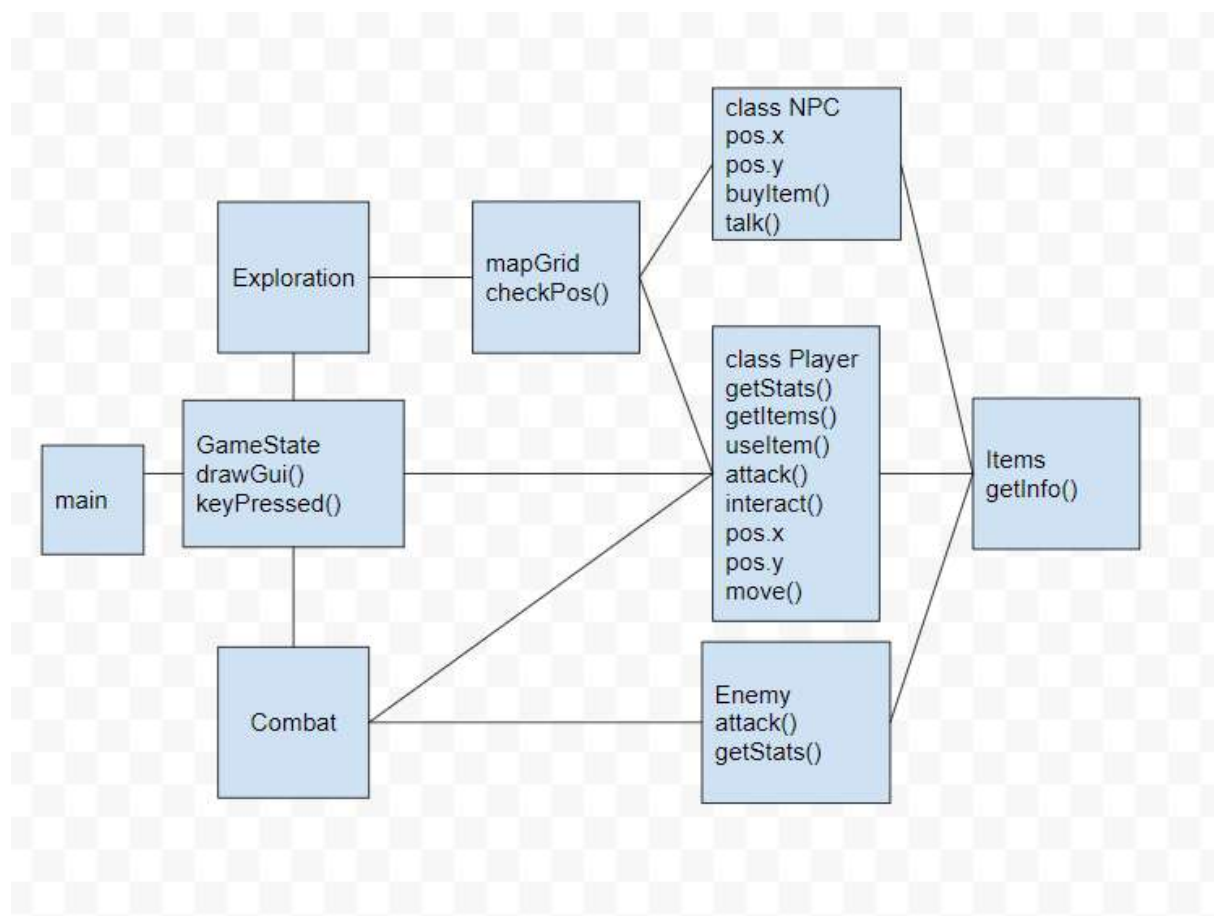 class NPC
pos.x
pos.y
buyItem()
talk()
Exploration
mapGrid
checkPos()
class Player
getStats()
getItems()
useItem()
attack()
interact()
pos.x
pos.y
move()
GameState
drawGui()
keyPressed()
main
Items
getInfo()
Combat
Enemy
attack()
getStats()